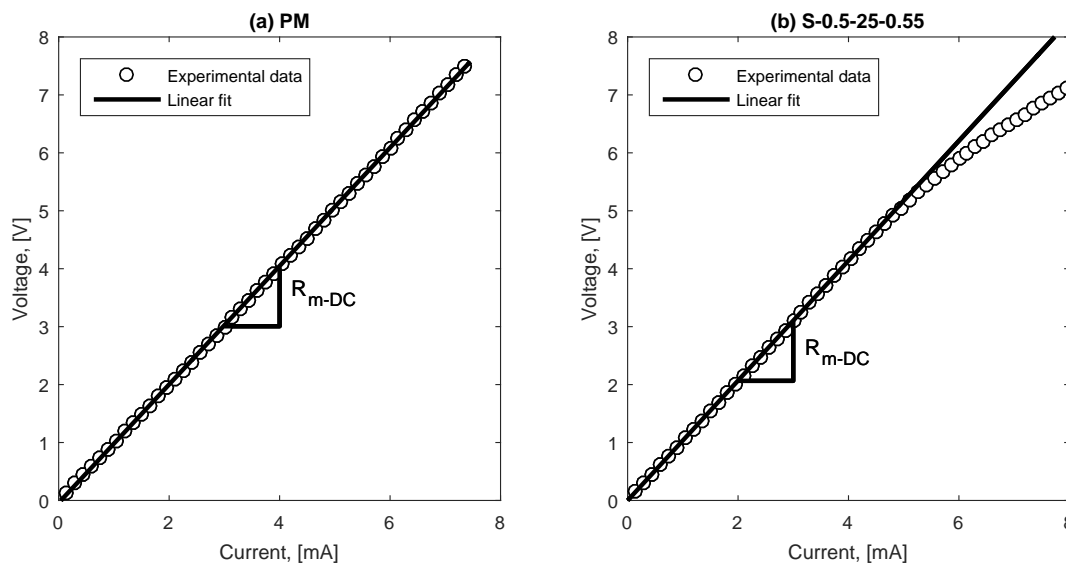 (a) PM
8
7
6
5
4
3
2
1
0
Voltage, [V]
Experimental data
Linear fit
R m-DC
0 2 4 6 8
Current, [mA]
(b) S-0.5-25-0.55
8
7
6
5
4
3
2
1
0
Voltage, [V]
Experimental data
Linear fit
R m-DC
0 2 4 6 8
Current, [mA]